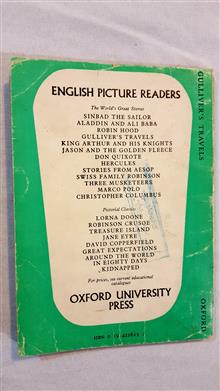 ENGLISH PICTURE READERS
The World's Great Stories
SINBAD THE SAILOR
ALADDIN AND ALI BABA
ROBIN HOOD
GULLIVER'S TRAVELS
KING ARTHUR AND HIS KNIGHTS
JASON AND THE GOLDEN FLEECE
DON QUIXOTE
HERCULES
STORIES FROM AESOP
SWISS FAMILY ROBINSON
THREE MUSKETEERS
MARCO POLO
CHRISTOPHER COLUMBUS
Pictorial Classics
LORNA DOONE
ROBINSON CRUSOE
TREASURE ISLAND
JANE EYRE
DAVID COPPERFIELD
GREAT EXPECTATIONS
AROUND THE WORLD
IN EIGHTY DAYS
KIDNAPPED
For prices, see current educational
catalogues
OXFORD UNIVERSITY
PRESS
ISBN 0 19
GULLIVER'S TRAVELS
OXFORD